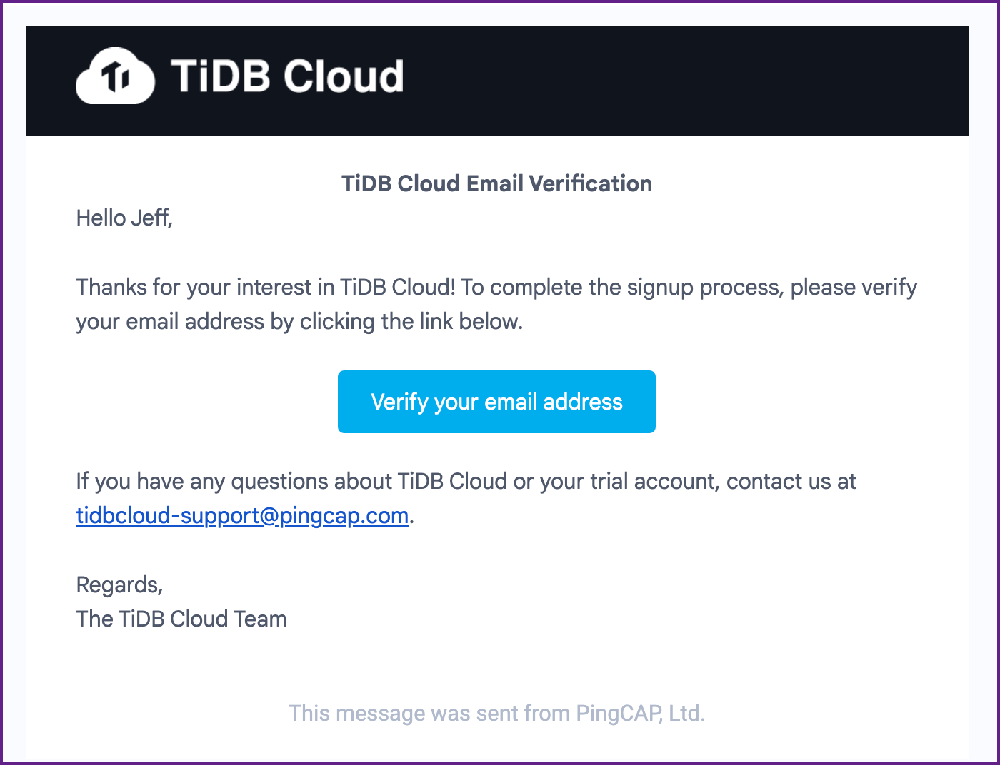 TiDB Cloud
TiDB Cloud Email Verification
Hello Jeff,
Thanks for your interest in TiDB Cloud! To complete the signup process, please verify
your email address by clicking the link below.
Verify your email address
If you have any questions about TiDB Cloud or your trial account, contact us at
tidbcloud-support@pingcap.com.
Regards,
The TiDB Cloud Team
This message was sent from PingCAP, Ltd.